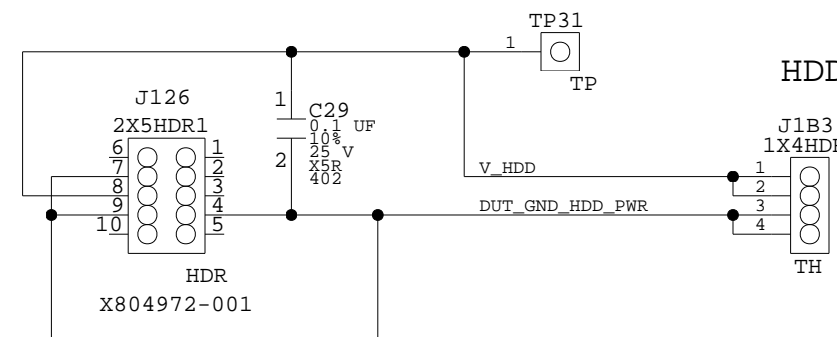 TP31
1
TP
HDD
J126
2X5HDR1
1
C29
0.1 UF
10%
25 V
X5R
402
2
J1B3
1X4HDR
6 1
7 2
8 3
9 4
10 5
V_HDD
DUT_GND_HDD_PWR
1
2
3
4
TH
HDR
X804972-001